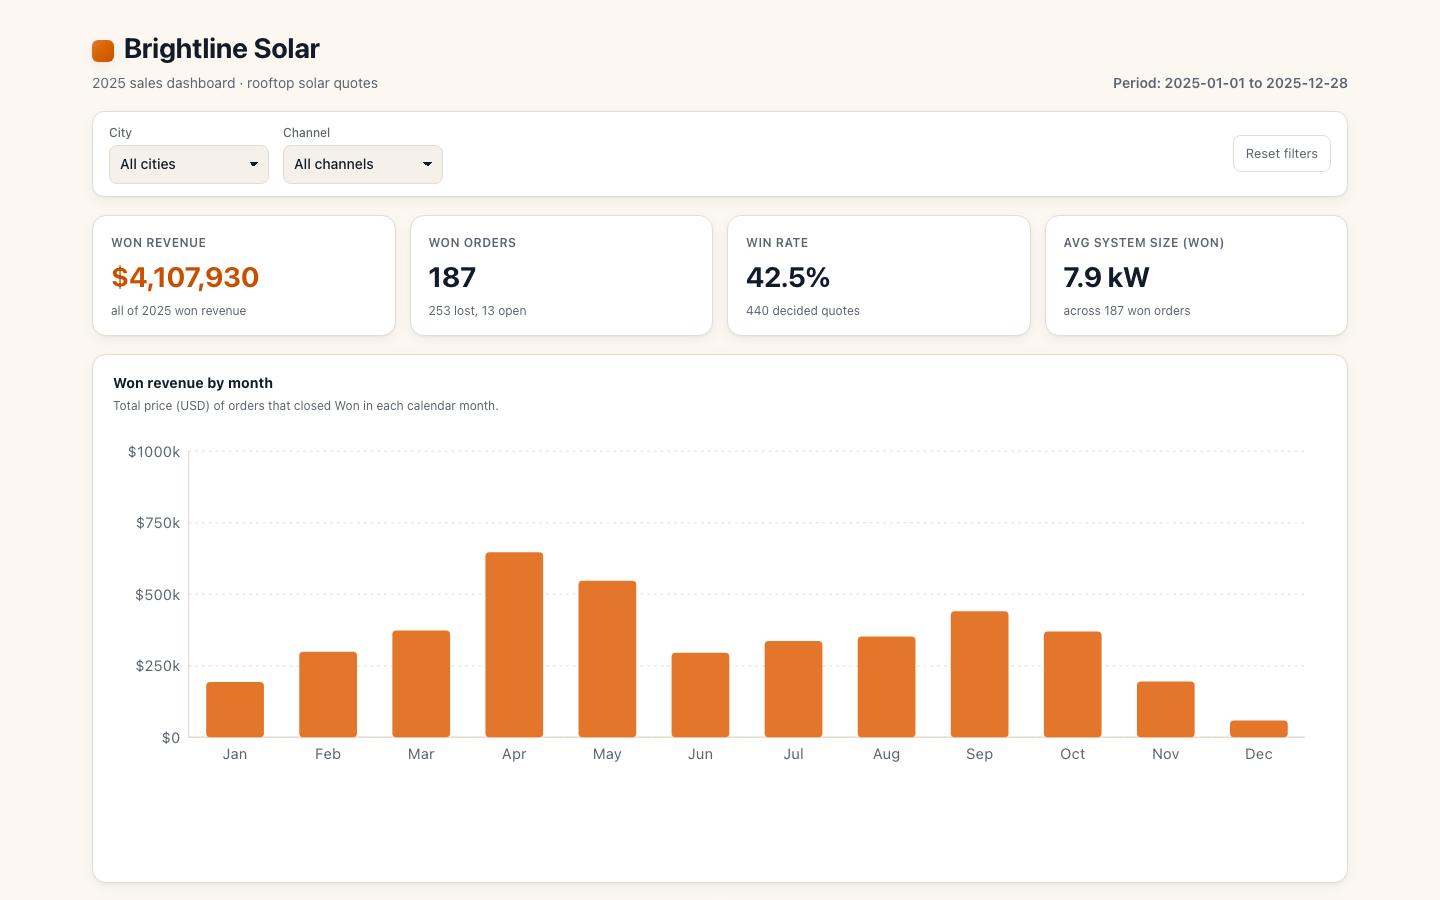 Brightline Solar
2025 sales dashboard · rooftop solar quotes
Period: 2025-01-01 to 2025-12-28
City
Channel
All cities
All channels
Reset filters
WON REVENUE
$4,107,930
all of 2025 won revenue
WON ORDERS
187
253 lost, 13 open
WIN RATE
42.5%
440 decided quotes
AVG SYSTEM SIZE (WON)
7.9 kW
across 187 won orders
Won revenue by month
Total price (USD) of orders that closed Won in each calendar month.
$1000k
$750k
$500k
$250k
$0
Jan Feb Mar Apr May Jun Jul Aug Sep Oct Nov Dec